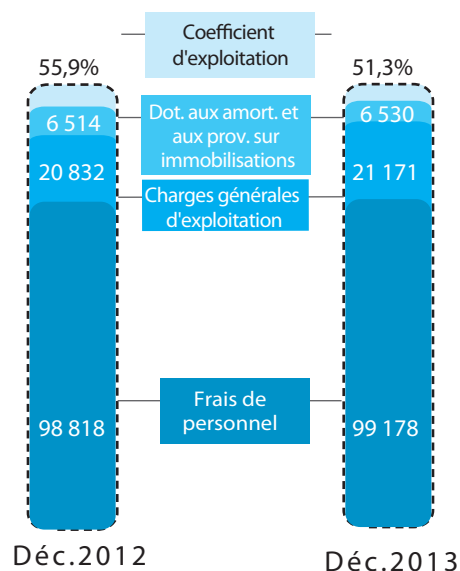 Coefficient
d'exploitation
55,9%
51,3%
6 514
Dot. aux amort. et
aux prov. sur
immobilisations
6 530
20 832
Charges générales
d'exploitation
21 171
98 818
Frais de
personnel
99 178
Déc.2012
Déc.2013